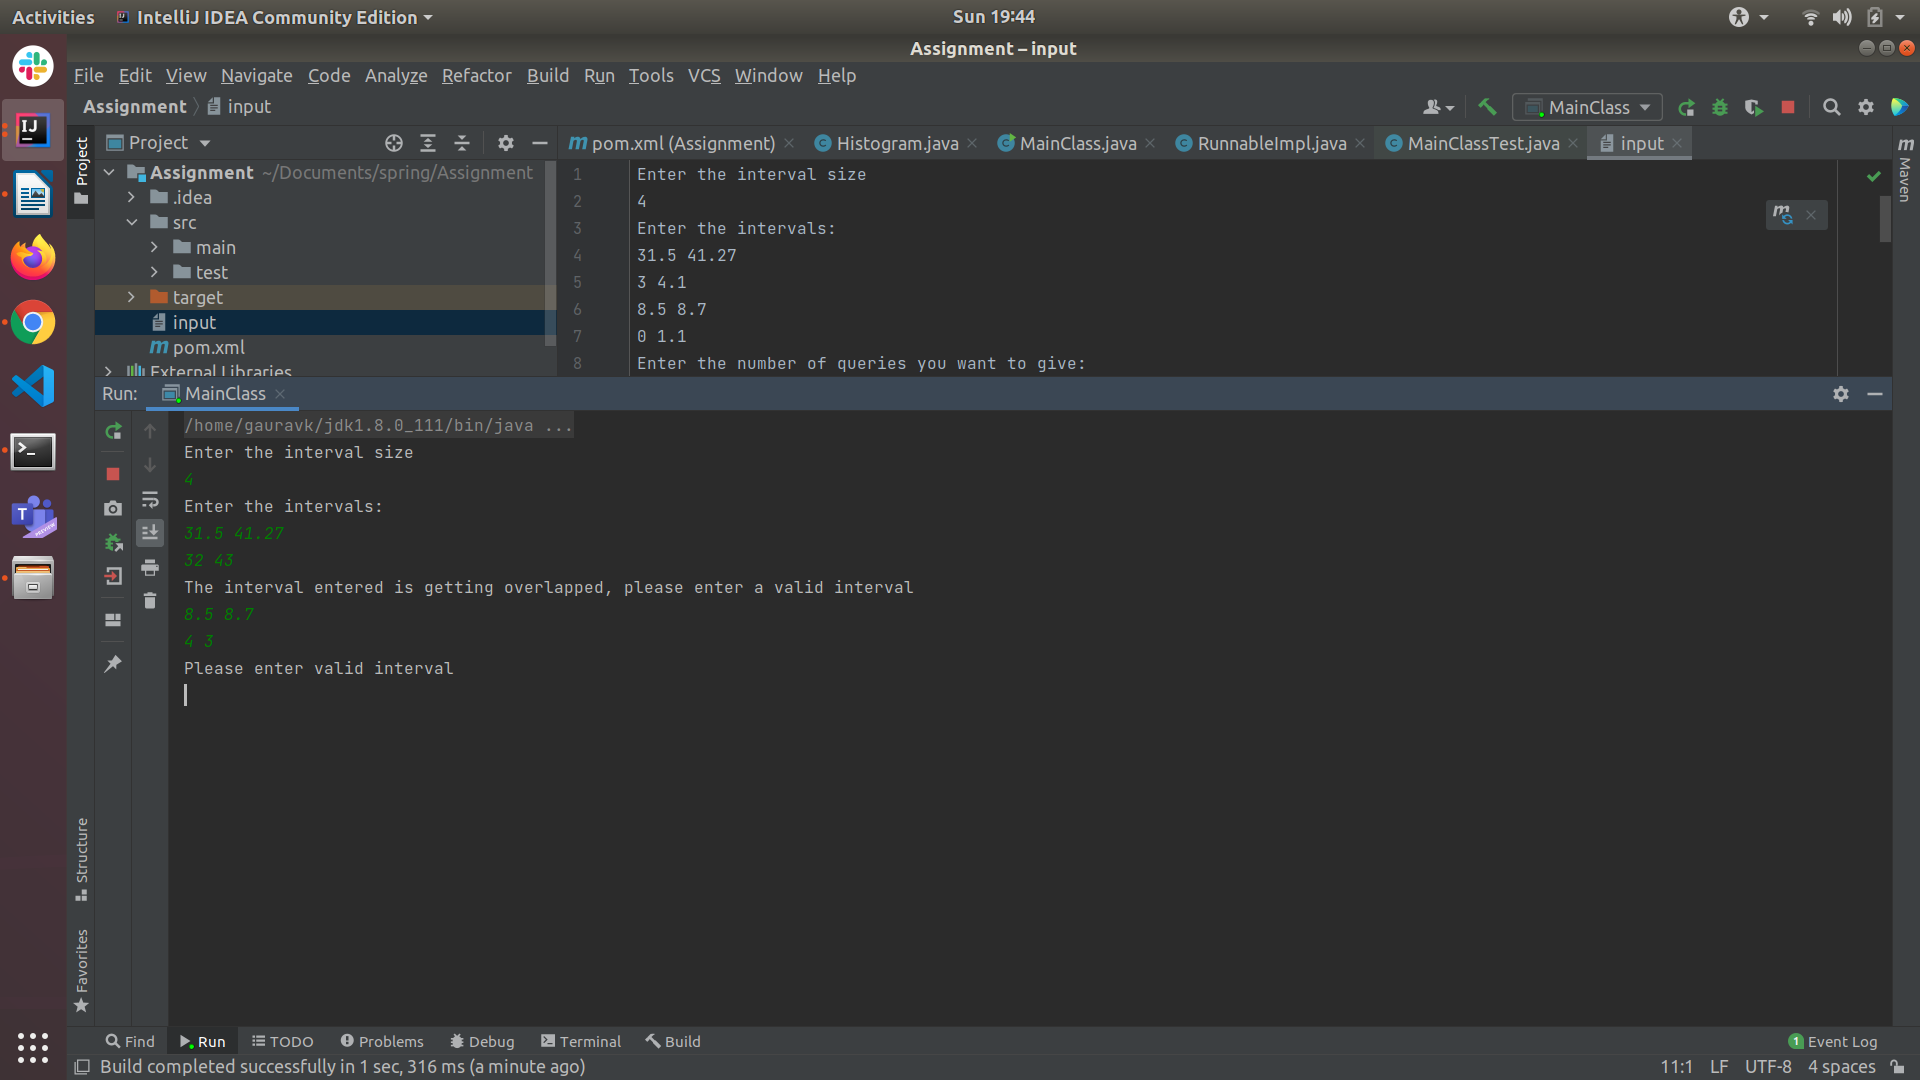 Activities IntelliJ IDEA Community Edition Sun 19:44
Assignment – input
File Edit View Navigate Code Analyze Refactor Build Run Tools VCS Window Help
Assignment input MainClass
Project pom.xml (Assignment) Histogram.java MainClass.java RunnableImpl.java MainClassTest.java input
Project
Maven
Assignment ~/Documents/spring/Assignment
.idea
src
main
test
target
input
pom.xml
External Libraries
1 Enter the interval size
2 4
3 Enter the intervals:
4 31.5 41.27
5 3 4.1
6 8.5 8.7
7 0 1.1
8 Enter the number of queries you want to give:
Run: MainClass
/home/gauravk/jdk1.8.0_111/bin/java ...
Enter the interval size
4
Enter the intervals:
31.5 41.27
32 43
The interval entered is getting overlapped, please enter a valid interval
8.5 8.7
4 3
Please enter valid interval
Structure
Favorites
Find Run TODO Problems Debug Terminal Build 1 Event Log
Build completed successfully in 1 sec, 316 ms (a minute ago) 11:1 LF UTF-8 4 spaces